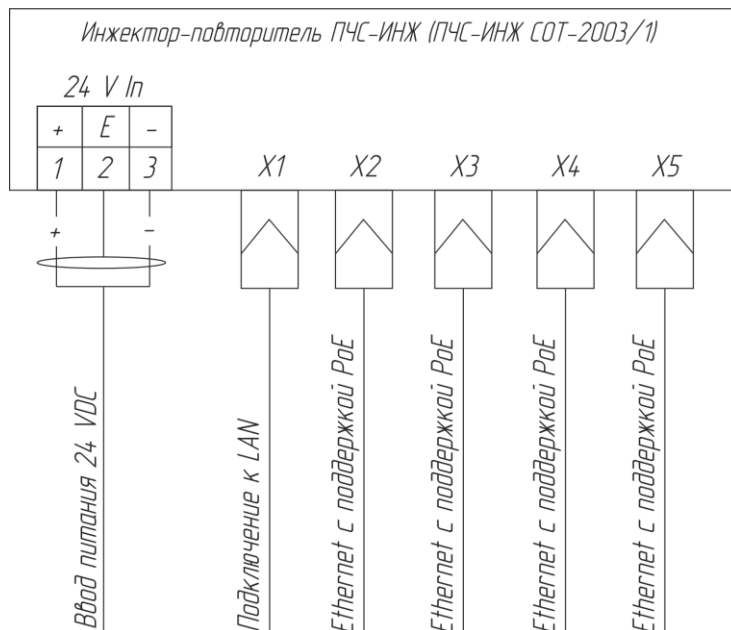 Инжектор-повторитель ПЧС-ИНЖ (ПЧС-ИНЖ СОТ-2003/1)
24 V In
+ E -
1 2 3
X1 X2 X3 X4 X5
+ -
Ввод питания 24 VDC
Подключение к LAN
Ethernet с поддержкой PoE
Ethernet с поддержкой PoE
Ethernet с поддержкой PoE
Ethernet с поддержкой PoE